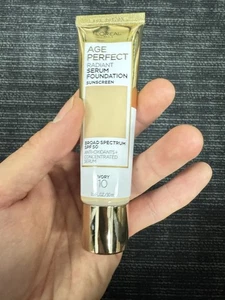 AGE
PERFECT
RADIANT
SERUM
FOUNDATION
SUNSCREEN
BROAD SPECTRUM
SPF 50
ANTIOXIDANTS +
CONCENTRATED
SERUM
IVORY
10